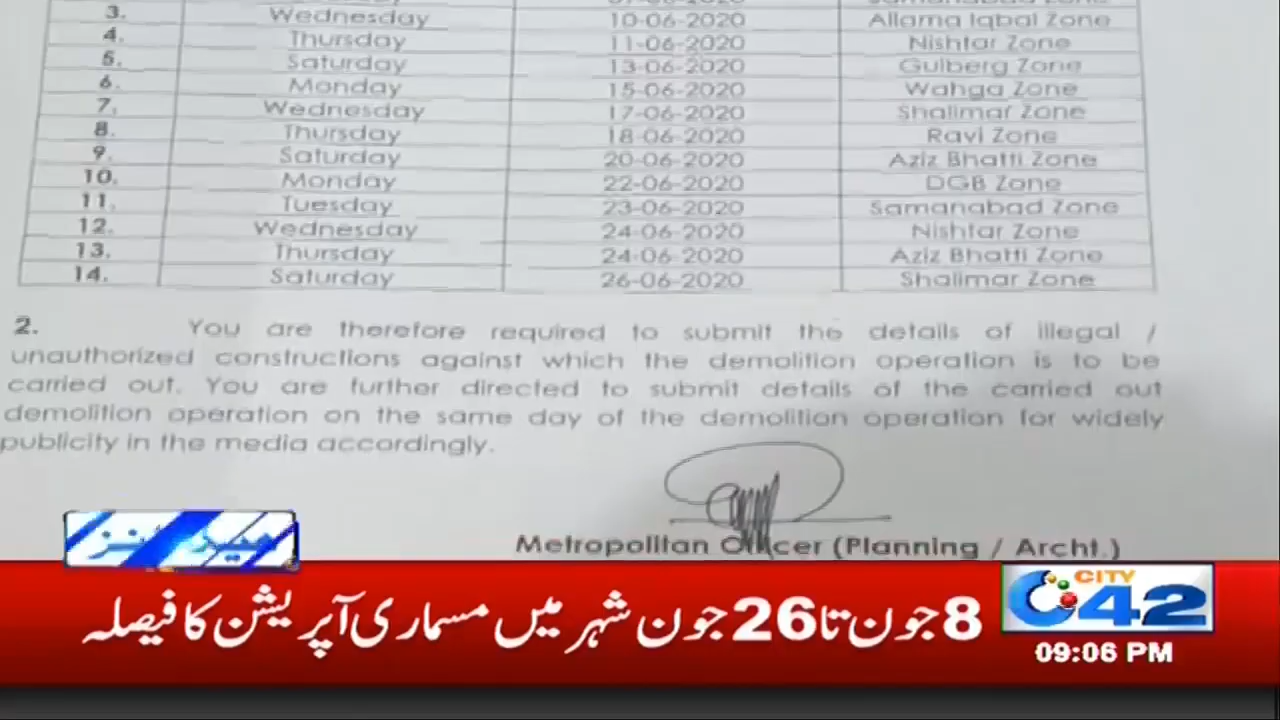 Samanabad Zone
3. Wednesday 10-06-2020 Allama Iqbal Zone
4. Thursday 11-06-2020 Nishtar Zone
5. Saturday 13-06-2020 Gulberg Zone
6. Monday 15-06-2020 Wahga Zone
7. Wednesday 17-06-2020 Shalimar Zone
8. Thursday 18-06-2020 Ravi Zone
9. Saturday 20-06-2020 Aziz Bhatti Zone
10. Monday 22-06-2020 DGB Zone
11. Tuesday 23-06-2020 Samanabad Zone
12. Wednesday 24-06-2020 Nishtar Zone
13. Thursday 24-06-2020 Aziz Bhatti Zone
14. Saturday 26-06-2020 Shalimar Zone
2. You are therefore required to submit the details of illegal /
unauthorized constructions against which the demolition operation is to be
carried out. You are further directed to submit details of the carried out
demolition operation on the same day of the demolition operation for widely
publicity in the media accordingly.
Metropolitan Officer (Planning / Archt.)
ہیڈ لائنز
8 جون تا 26 جون شہر میں مسماری آپریشن کا فیصلہ
CITY
42
09:06 PM